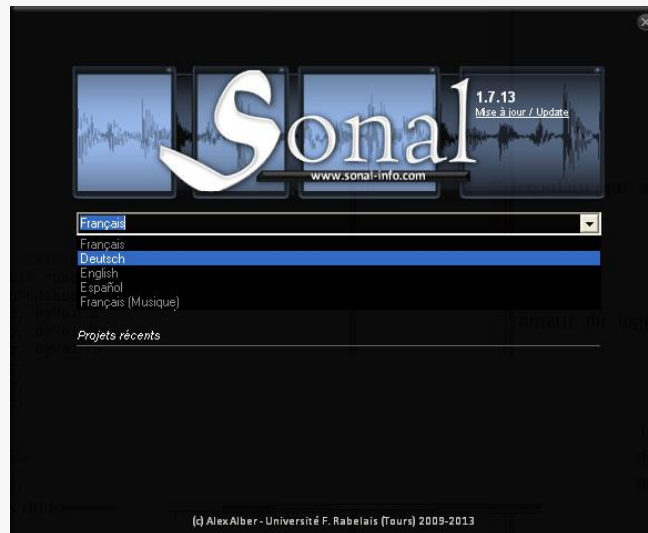 Sonal
1.7.13
Mise à jour / Update
www.sonal-info.com
Français
Français
Deutsch
English
Español
Français (Musique)
Projets récents
(c) Alex Alber - Université F. Rabelais (Tours) 2009-2013